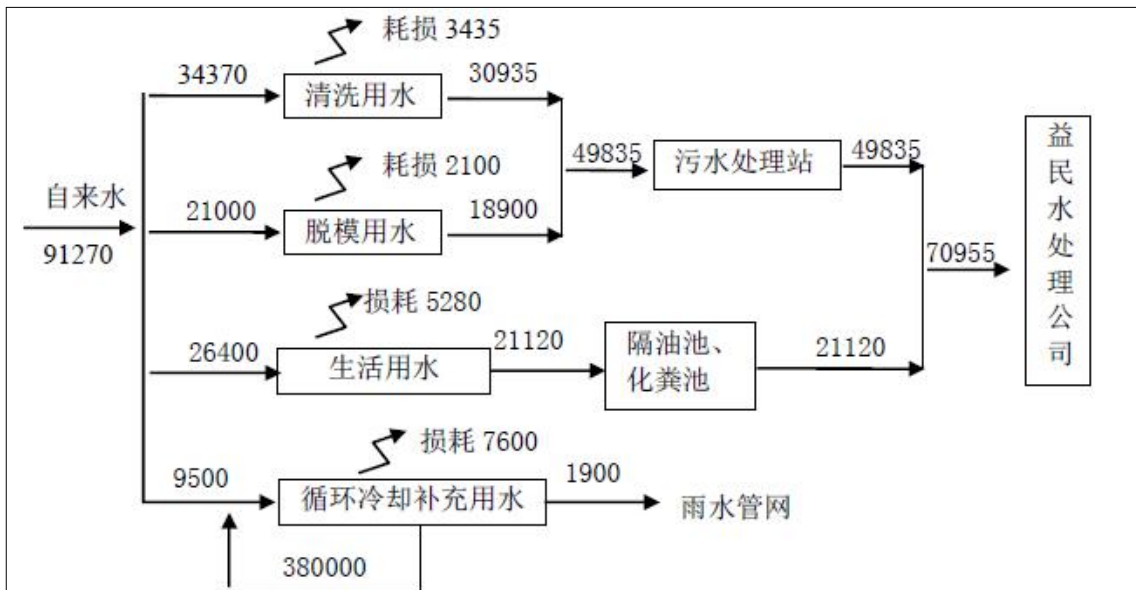 耗损 3435
34370
清洗用水
30935
耗损 2100
21000
脱模用水
18900
49835
污水处理站
49835
自来水
91270
损耗 5280
26400
生活用水
21120
隔油池、
化粪池
21120
70955
益民水处理公司
损耗 7600
9500
循环冷却补充用水
1900
雨水管网
380000